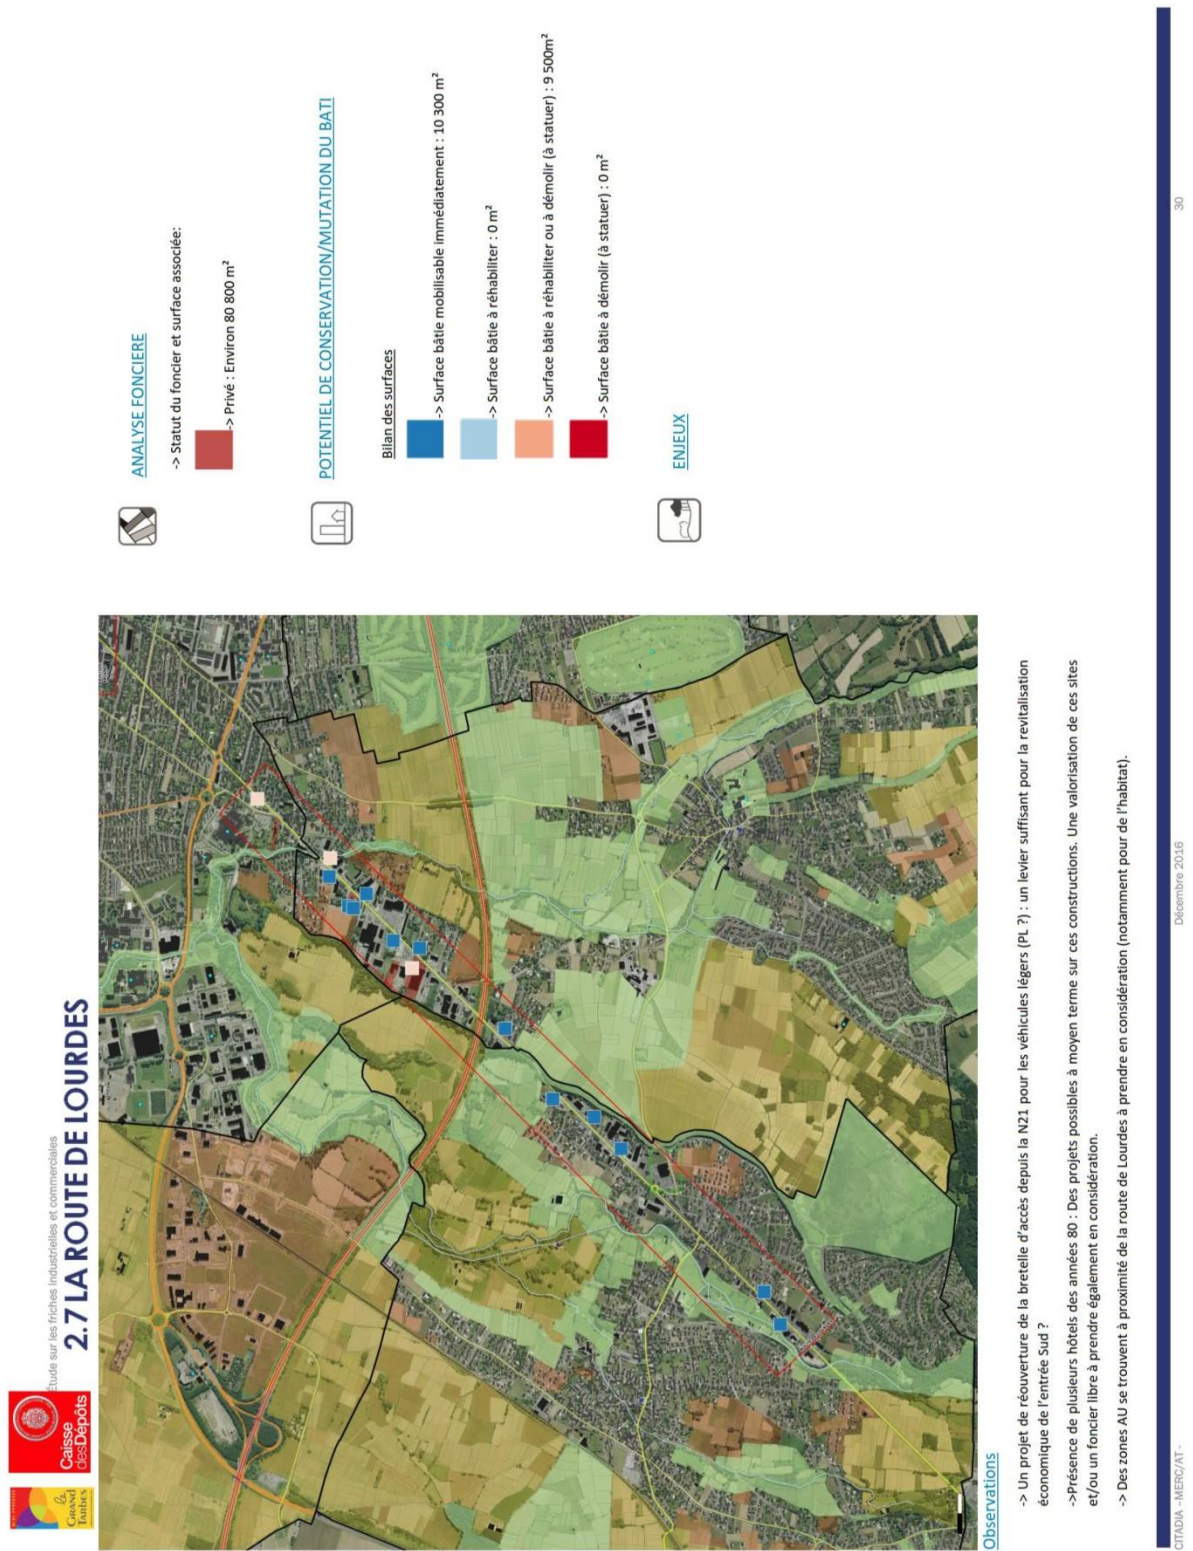 le
GRAND
TARBES
Caisse
desDépôts
Étude sur les friches industrielles et commerciales
2.7 LA ROUTE DE LOURDES
ANALYSE FONCIERE
-> Statut du foncier et surface associée:
-> Privé : Environ 80 800 m²
POTENTIEL DE CONSERVATION/MUTATION DU BATI
Bilan des surfaces
-> Surface bâtie mobilisable immédiatement : 10 300 m²
-> Surface bâtie à réhabiliter : 0 m²
-> Surface bâtie à réhabiliter ou à démolir (à statuer) : 9 500m²
-> Surface bâtie à démolir (à statuer) : 0 m²
ENJEUX
Observations
-> Un projet de réouverture de la bretelle d'accès depuis la N21 pour les véhicules légers (PL ?) : un levier suffisant pour la revitalisation
économique de l'entrée Sud ?
->Présence de plusieurs hôtels des années 80 : Des projets possibles à moyen terme sur ces constructions. Une valorisation de ces sites
et/ou un foncier libre à prendre également en considération.
-> Des zones AU se trouvent à proximité de la route de Lourdes à prendre en considération (notamment pour de l'habitat).
CITADIA –MERC/AT -
Décembre 2016
30